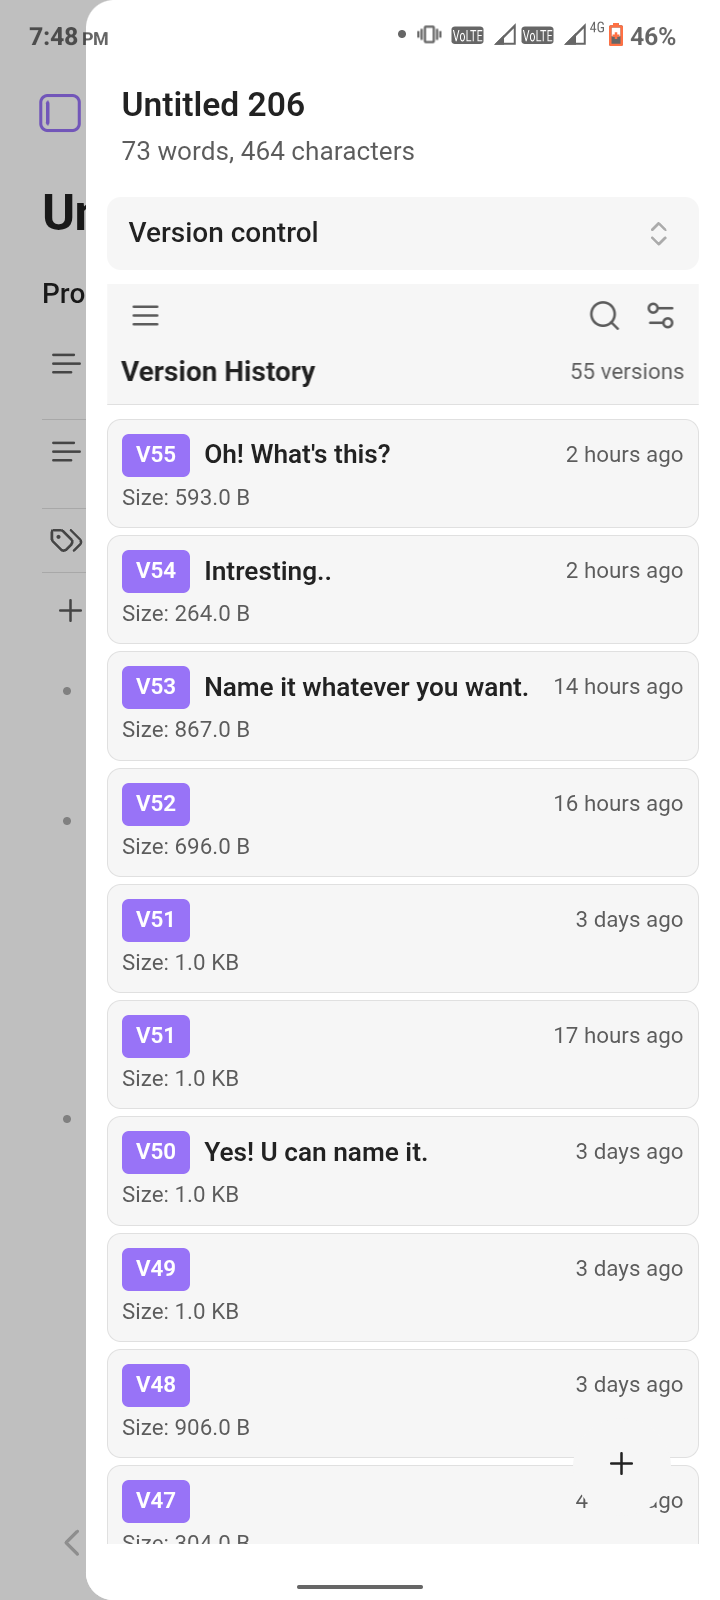 7:48 PM
VoLTE VoLTE 4G 46%
Untitled 206
73 words, 464 characters
Version control
Version History 55 versions
V55 Oh! What's this? 2 hours ago
Size: 593.0 B
V54 Intresting.. 2 hours ago
Size: 264.0 B
V53 Name it whatever you want. 14 hours ago
Size: 867.0 B
V52 16 hours ago
Size: 696.0 B
V51 3 days ago
Size: 1.0 KB
V51 17 hours ago
Size: 1.0 KB
V50 Yes! U can name it. 3 days ago
Size: 1.0 KB
V49 3 days ago
Size: 1.0 KB
V48 3 days ago
Size: 906.0 B
V47 4 ago
Size: 304.0 B